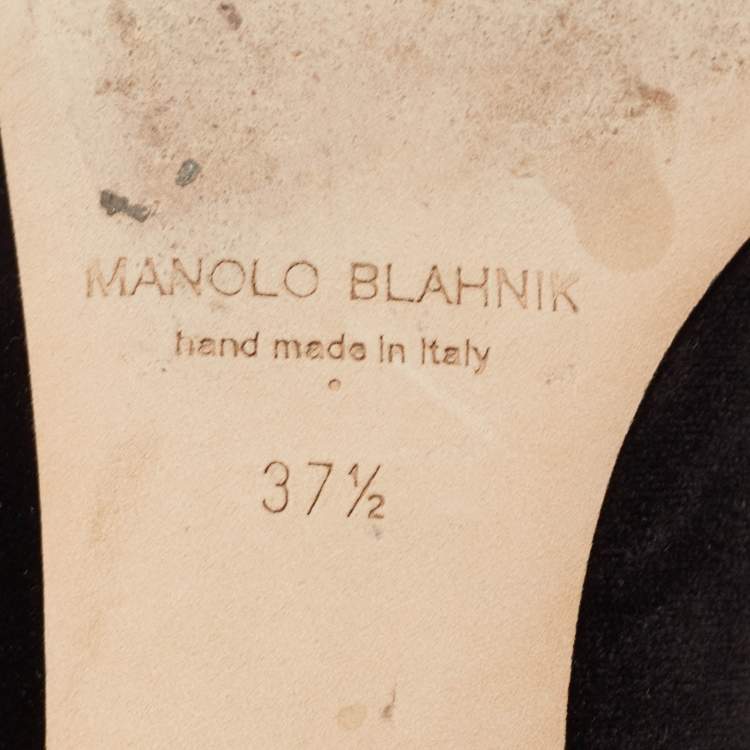 MANOLO BLAHNIK
hand made in Italy
37½